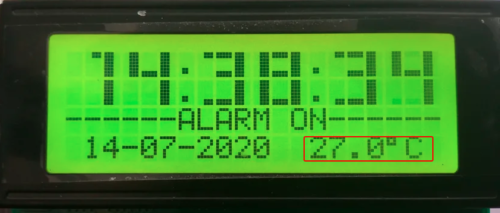 14:38:34
------ALARM ON------
14-07-2020 27.0°C